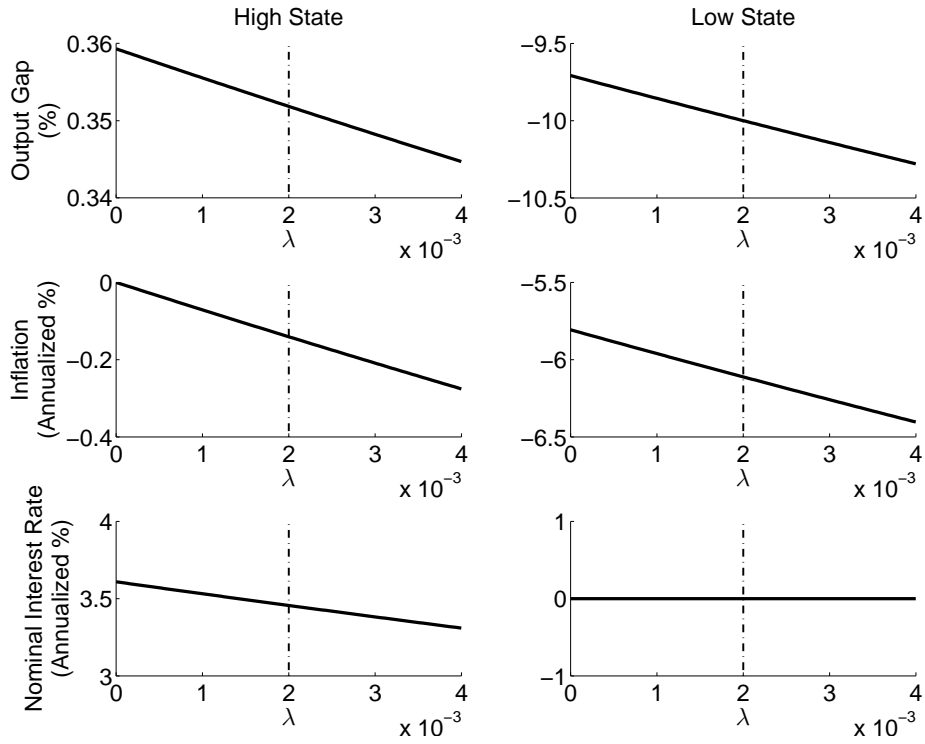 High State
Low State
Output Gap
(%)
0.36
0.35
0.34
0 1 2 3 4
λ
x 10⁻³
−9.5
−10
−10.5
0 1 2 3 4
λ
x 10⁻³
Inflation
(Annualized %)
0
−0.2
−0.4
0 1 2 3 4
λ
x 10⁻³
−5.5
−6
−6.5
0 1 2 3 4
λ
x 10⁻³
Nominal Interest Rate
(Annualized %)
4
3.5
3
0 1 2 3 4
λ
x 10⁻³
1
0
−1
0 1 2 3 4
λ
x 10⁻³